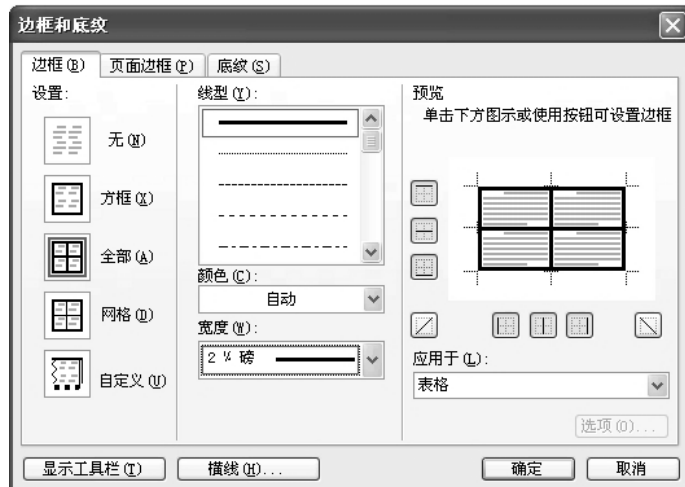 边框和底纹
边框(B)
页面边框(P)
底纹(S)
设置:
无(N)
方框(X)
全部(A)
网格(D)
自定义(U)
线型(Y):
颜色(C):
自动
宽度(W):
2 ¼ 磅
预览
单击下方图示或使用按钮可设置边框
应用于(L):
表格
选项(O)...
显示工具栏(T)
横线(H)...
确定
取消